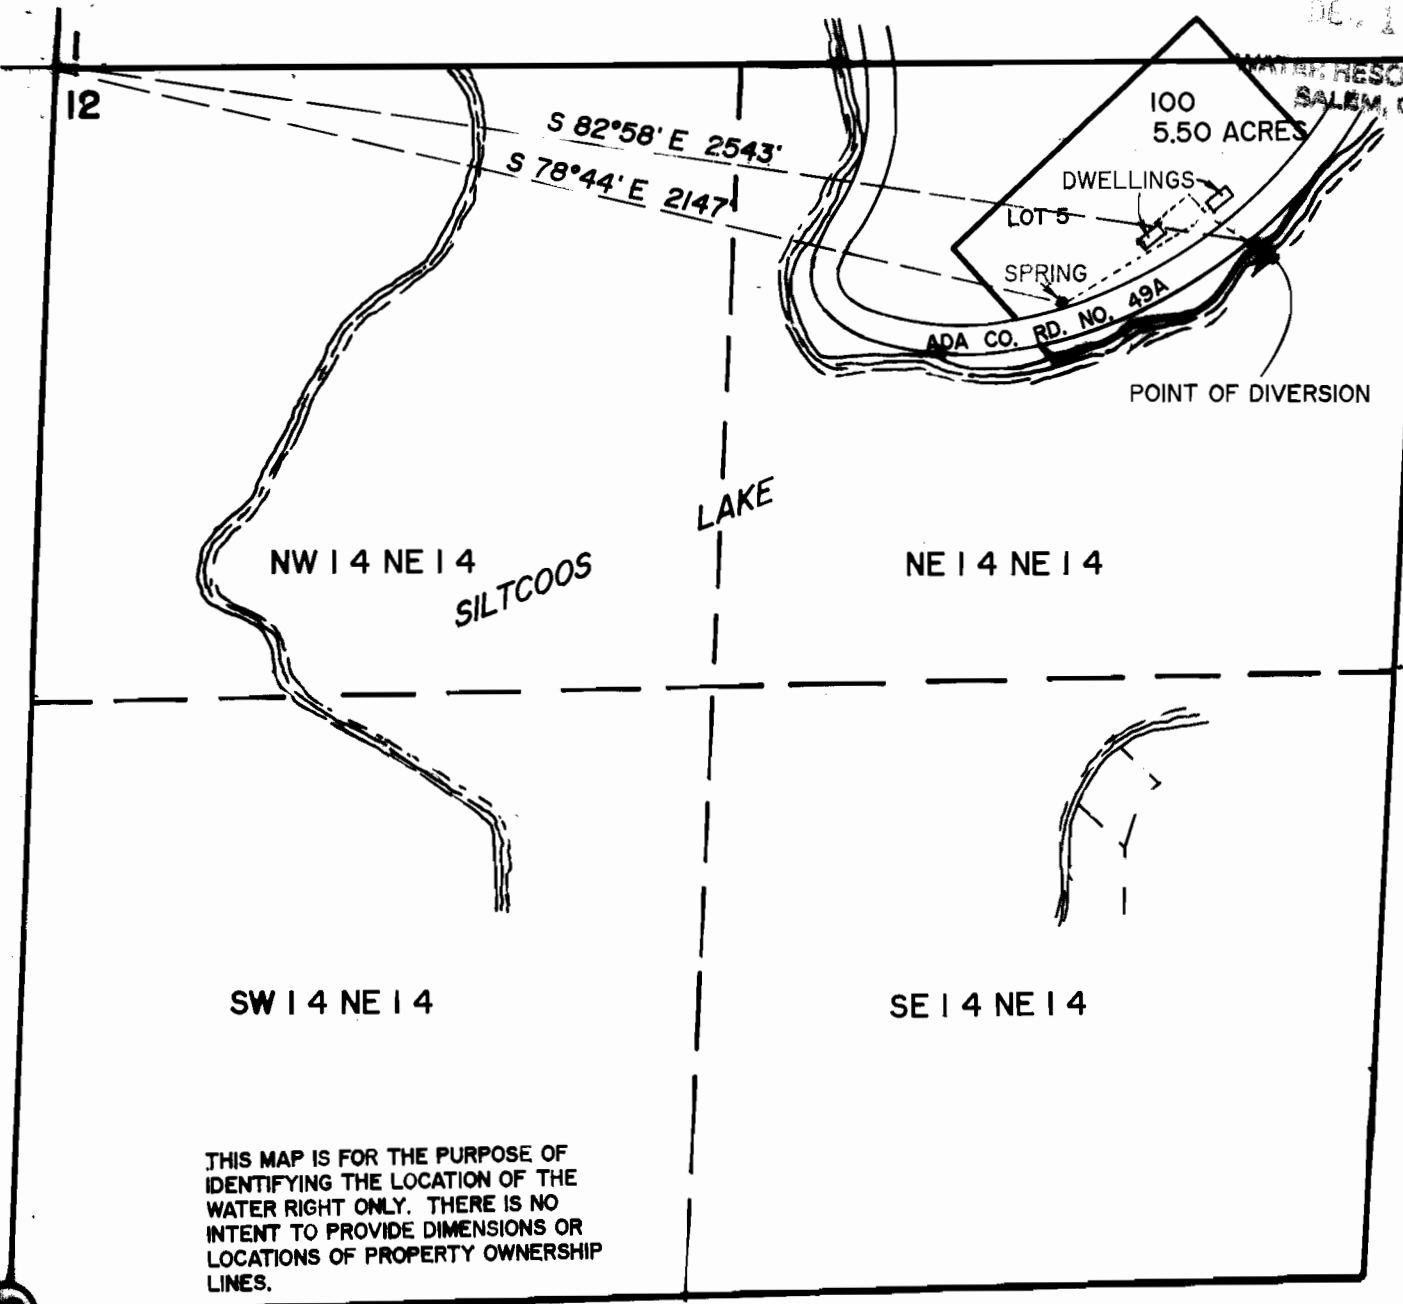 1
12
DEC. 1
WATER RESO
SALEM, O
100
5.50 ACRES
S 82°58' E 2543'
S 78°44' E 2147'
DWELLINGS
LOT 5
SPRING
ADA CO. RD. NO. 49A
POINT OF DIVERSION
LAKE
SILTCOOS
NW 1 4 NE 1 4
NE 1 4 NE 1 4
SW 1 4 NE 1 4
SE 1 4 NE 1 4
THIS MAP IS FOR THE PURPOSE OF
IDENTIFYING THE LOCATION OF THE
WATER RIGHT ONLY. THERE IS NO
INTENT TO PROVIDE DIMENSIONS OR
LOCATIONS OF PROPERTY OWNERSHIP
LINES.